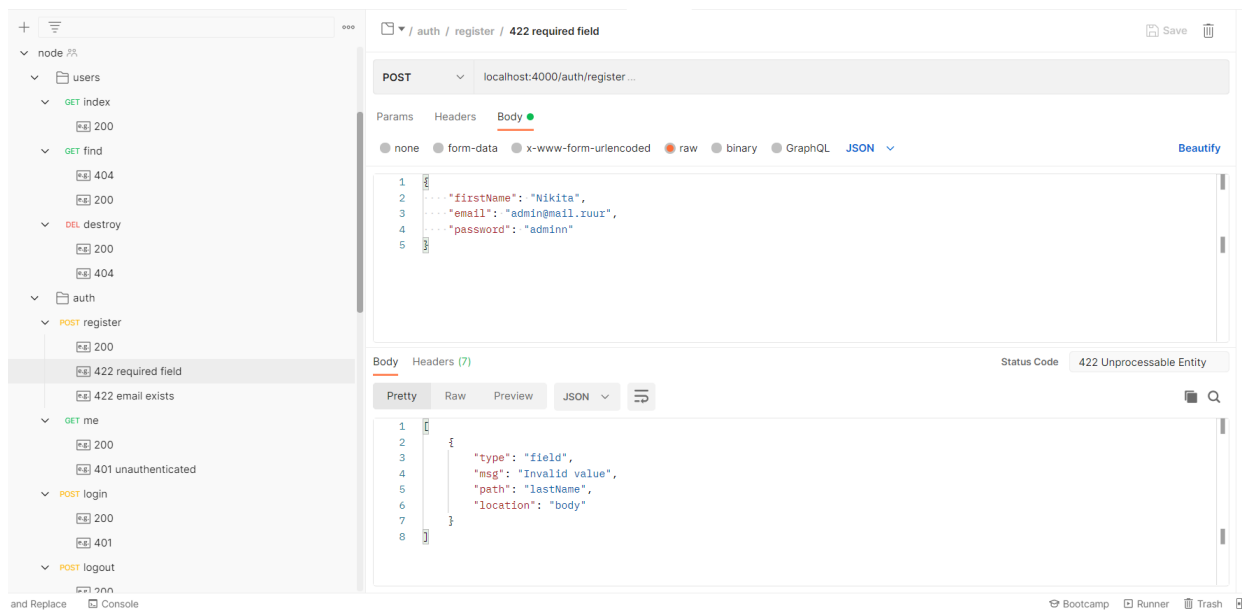 / auth / register / 422 required field
Save
node
users
GET index
e.g. 200
GET find
e.g. 404
e.g. 200
DEL destroy
e.g. 200
e.g. 404
auth
POST register
e.g. 200
e.g. 422 required field
e.g. 422 email exists
GET me
e.g. 200
e.g. 401 unauthenticated
POST login
e.g. 200
e.g. 401
POST logout
e.g. 200
POST localhost:4000/auth/register ...
Params Headers Body
none form-data x-www-form-urlencoded raw binary GraphQL JSON Beautify
1 {
2 "firstName": "Nikita",
3 "email": "admin@mail.ruur",
4 "password": "adminn"
5 }
Body Headers (7) Status Code 422 Unprocessable Entity
Pretty Raw Preview JSON
1 [
2 {
3 "type": "field",
4 "msg": "Invalid value",
5 "path": "lastName",
6 "location": "body"
7 }
8 ]
and Replace Console Bootcamp Runner Trash